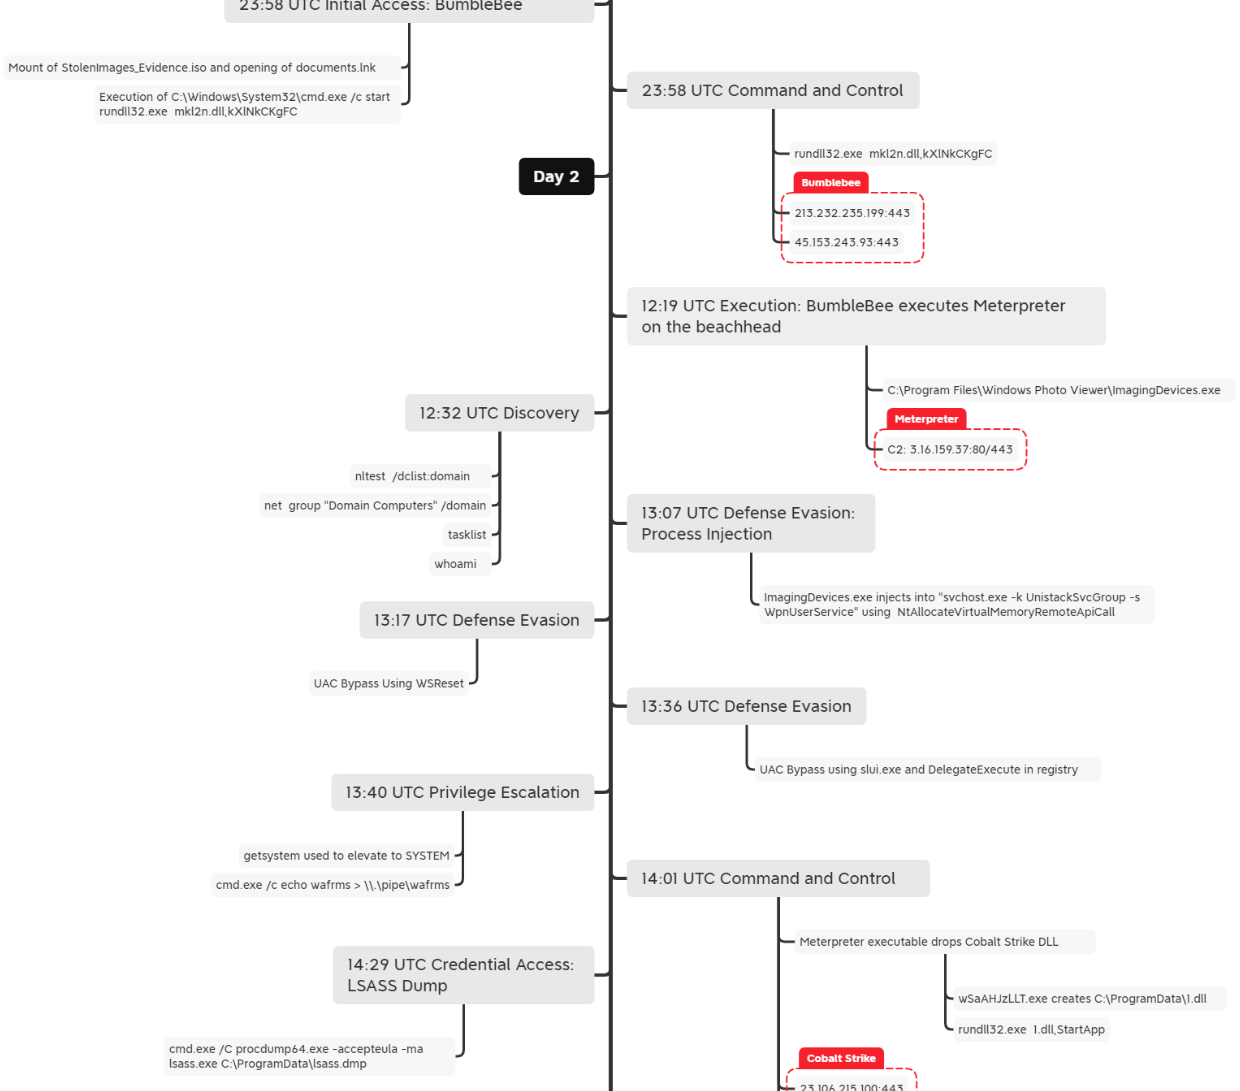 23:58 UTC Initial Access: BumbleBee
Mount of StolenImages_Evidence.iso and opening of documents.lnk
Execution of C:\Windows\System32\cmd.exe /c start
rundll32.exe  mkl2n.dll,kXlNkCKgFC
23:58 UTC Command and Control
rundll32.exe  mkl2n.dll,kXlNkCKgFC
Bumblebee
213.232.235.199:443
45.153.243.93:443
Day 2
12:19 UTC Execution: BumbleBee executes Meterpreter
on the beachhead
C:\Program Files\Windows Photo Viewer\ImagingDevices.exe
Meterpreter
C2: 3.16.159.37:80/443
12:32 UTC Discovery
nltest  /dclist:domain
net  group "Domain Computers" /domain
tasklist
whoami
13:07 UTC Defense Evasion:
Process Injection
ImagingDevices.exe injects into "svchost.exe -k UnistackSvcGroup -s
WpnUserService" using  NtAllocateVirtualMemoryRemoteApiCall
13:17 UTC Defense Evasion
UAC Bypass Using WSReset
13:36 UTC Defense Evasion
UAC Bypass using slui.exe and DelegateExecute in registry
13:40 UTC Privilege Escalation
getsystem used to elevate to SYSTEM
cmd.exe /c echo wafrms > \\.\pipe\wafrms
14:01 UTC Command and Control
Meterpreter executable drops Cobalt Strike DLL
wSaAHJzLLT.exe creates C:\ProgramData\1.dll
rundll32.exe  1.dll,StartApp
Cobalt Strike
23.106.215.100:443
14:29 UTC Credential Access:
LSASS Dump
cmd.exe /C procdump64.exe -accepteula -ma
lsass.exe C:\ProgramData\lsass.dmp